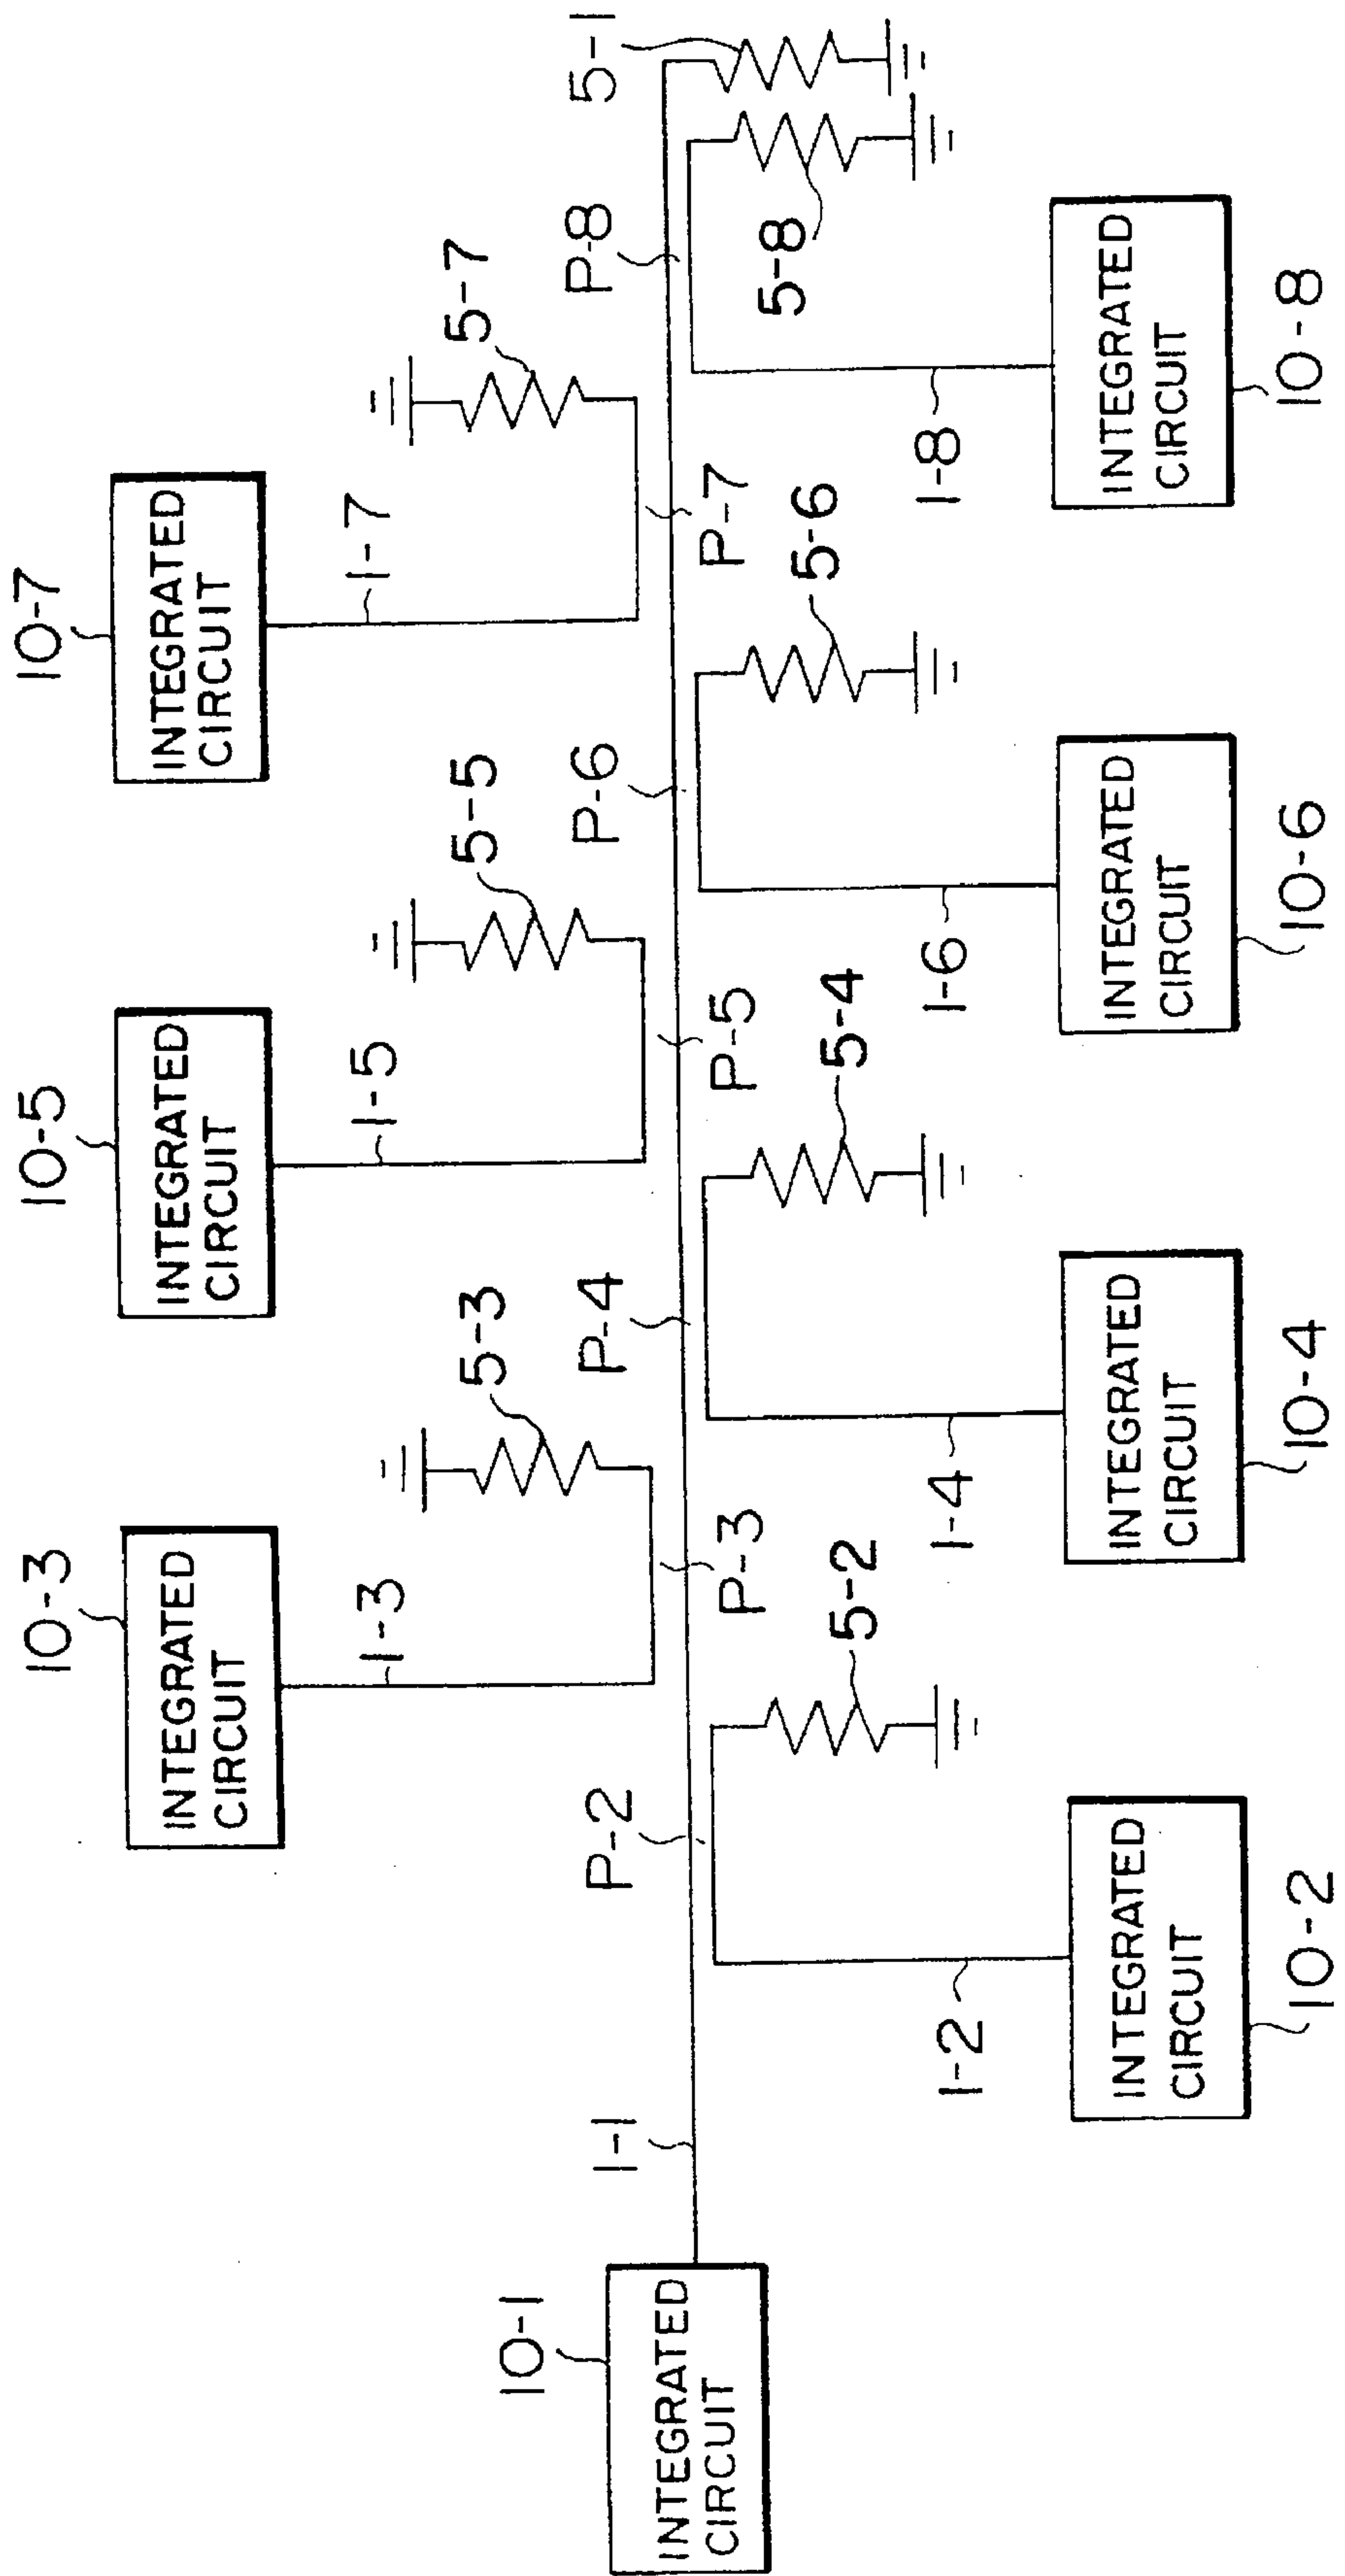 10-7
INTEGRATED
CIRCUIT
1-7
5-7
10-5
INTEGRATED
CIRCUIT
1-5
5-5
10-3
INTEGRATED
CIRCUIT
1-3
5-3
10-1
INTEGRATED
CIRCUIT
1-1
P-2
P-3
P-4
P-5
P-6
P-7
P-8
5-1
5-2
5-4
5-6
5-8
1-2
INTEGRATED
CIRCUIT
10-2
1-4
INTEGRATED
CIRCUIT
10-4
1-6
INTEGRATED
CIRCUIT
10-6
1-8
INTEGRATED
CIRCUIT
10-8